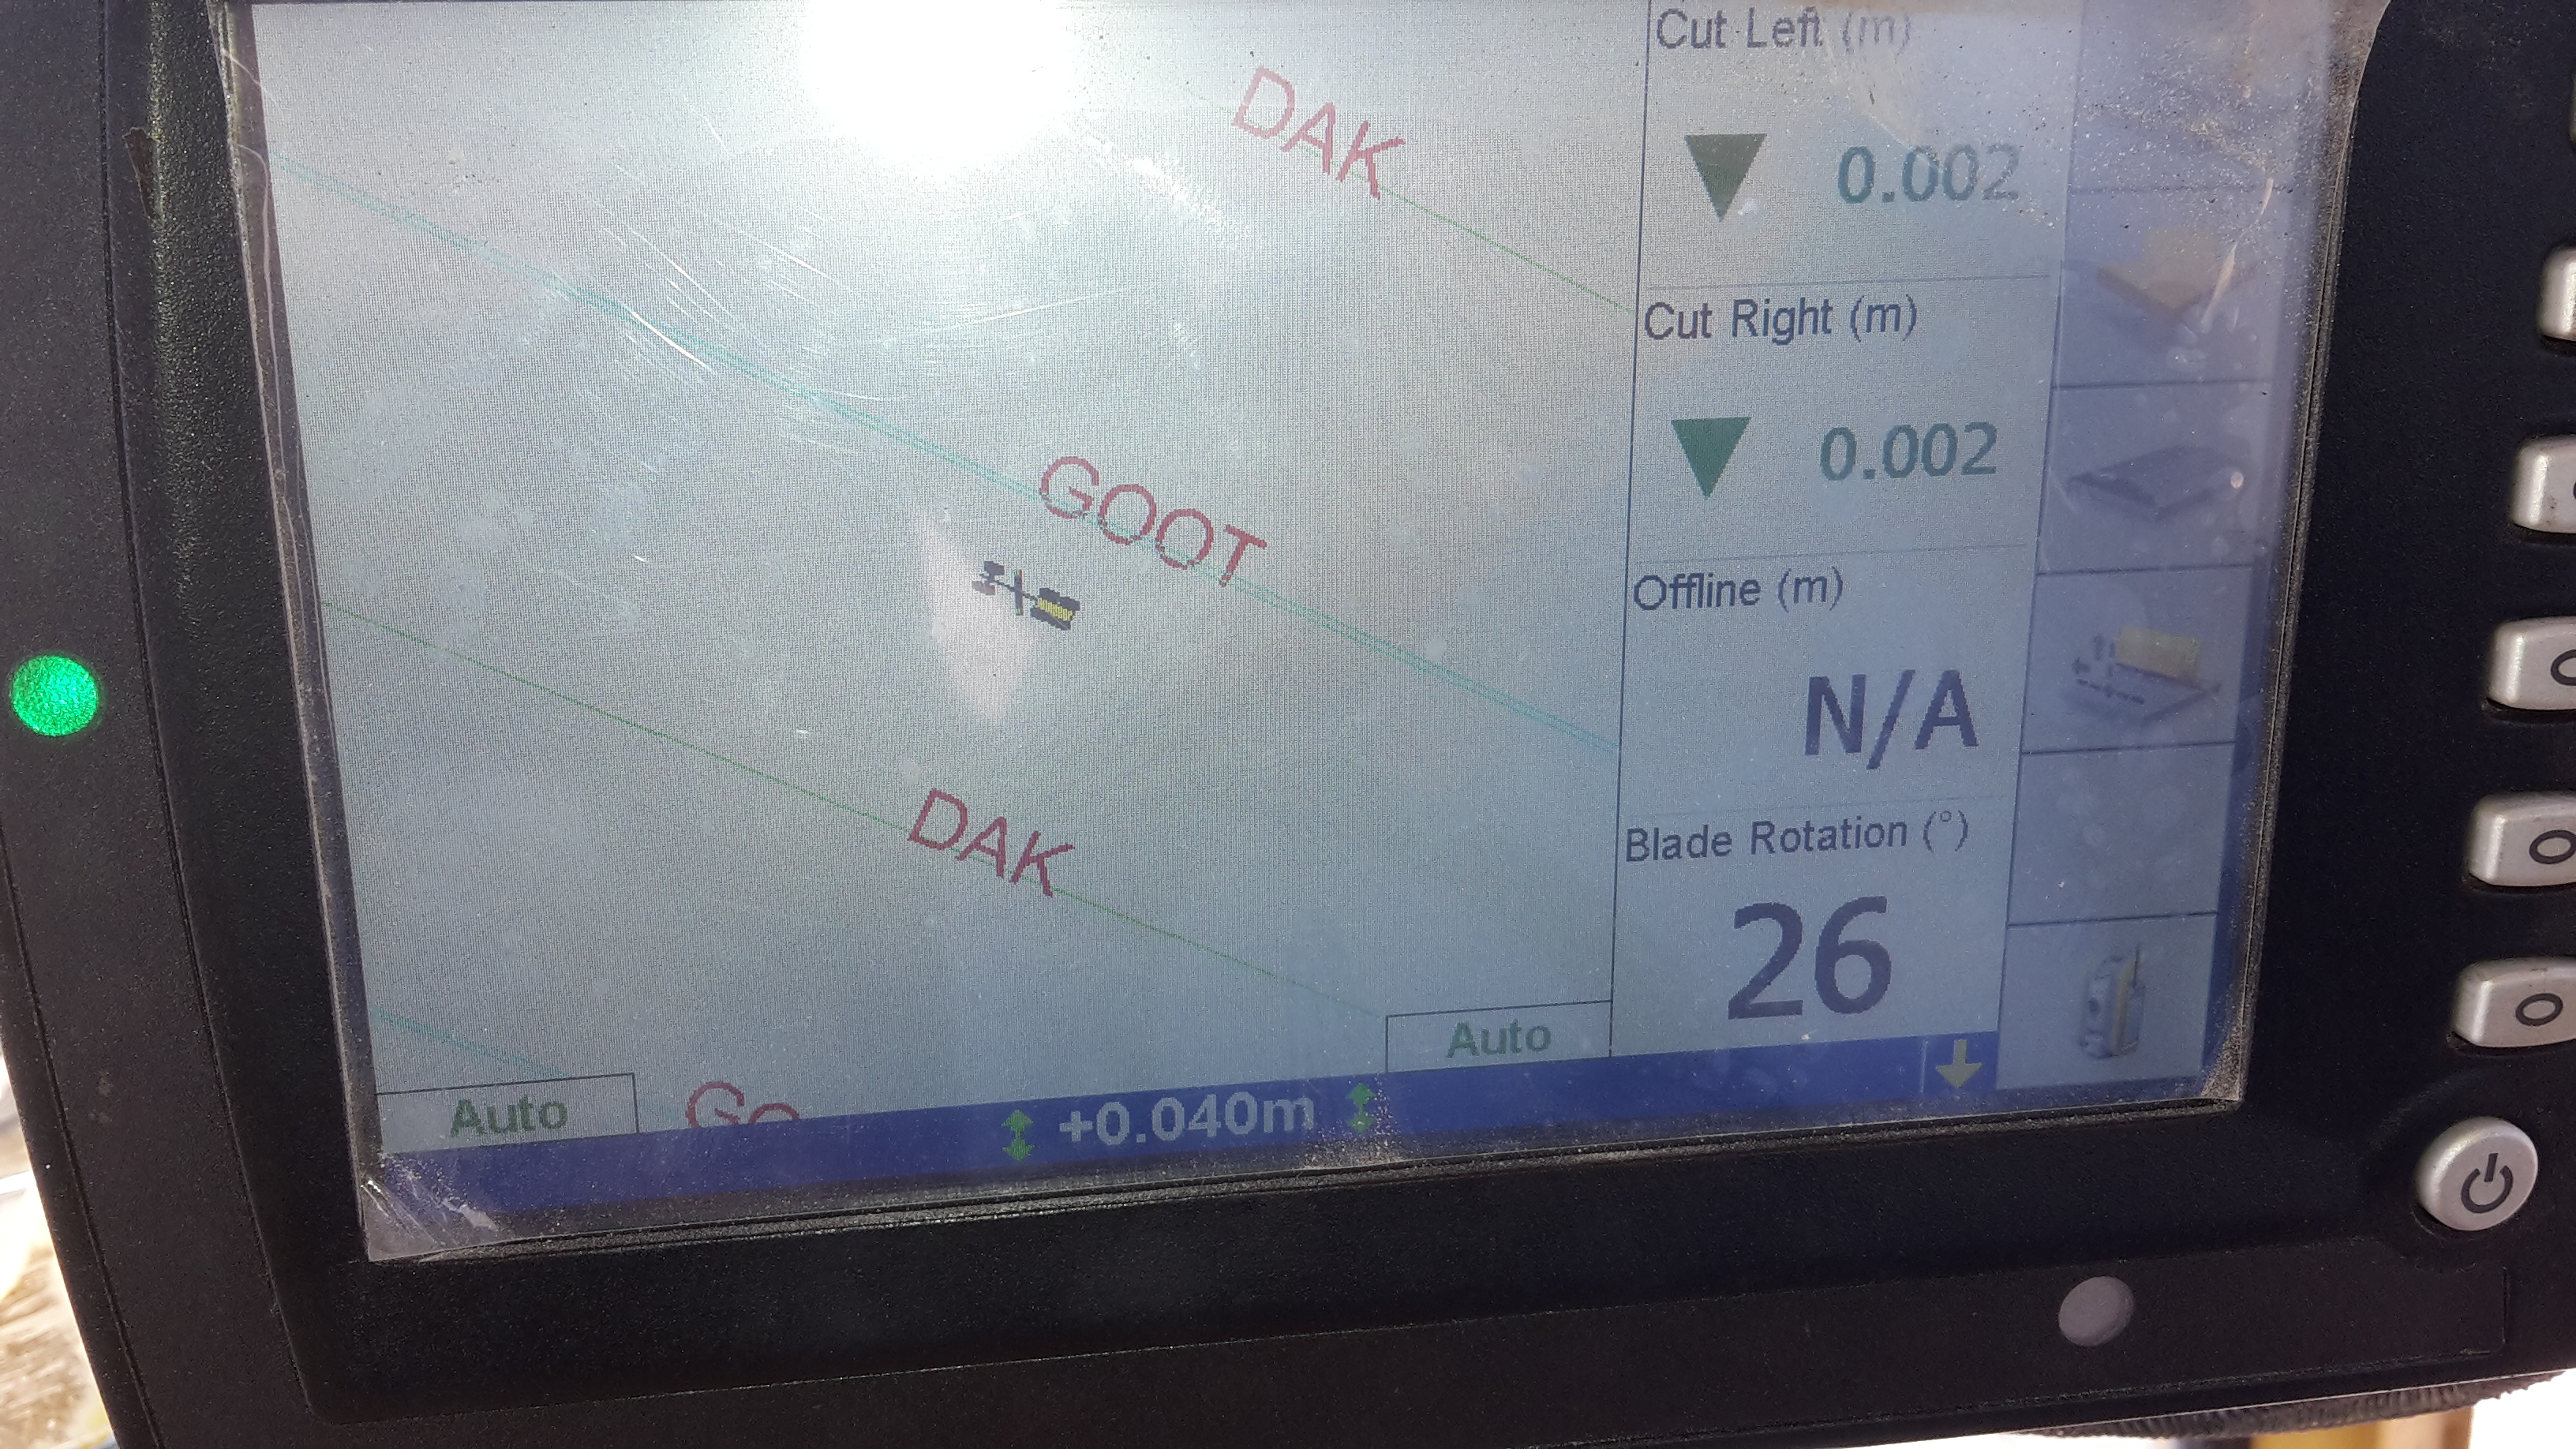 DAK
GOOT
DAK
Auto
Go
Auto
+0.040m
Cut Left (m)
0.002
Cut Right (m)
0.002
Offline (m)
N/A
Blade Rotation (°)
26